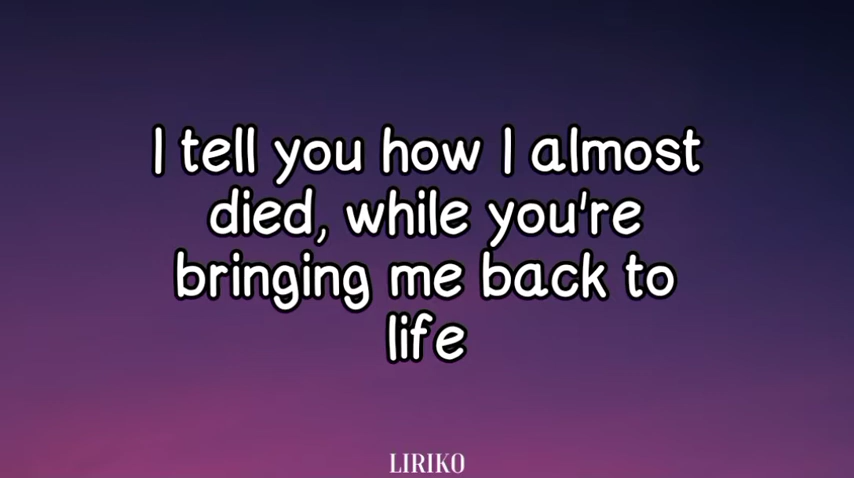 I tell you how I almost
died, while you're
bringing me back to
life
LIRIKO